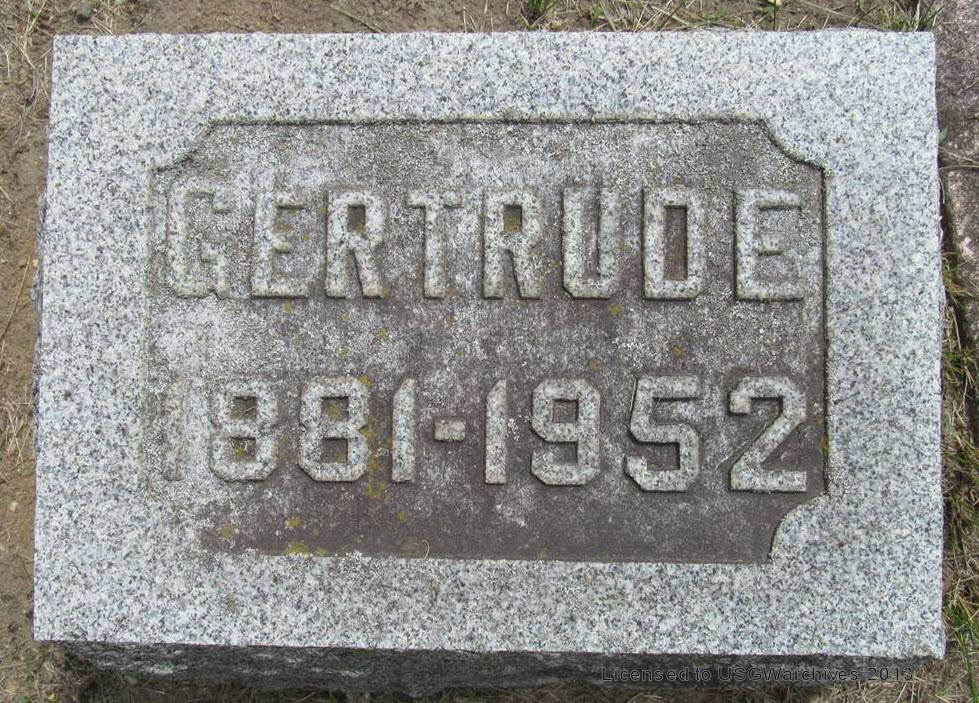 GERTRUDE
1881-1952
Licensed to USGWarchives 2013